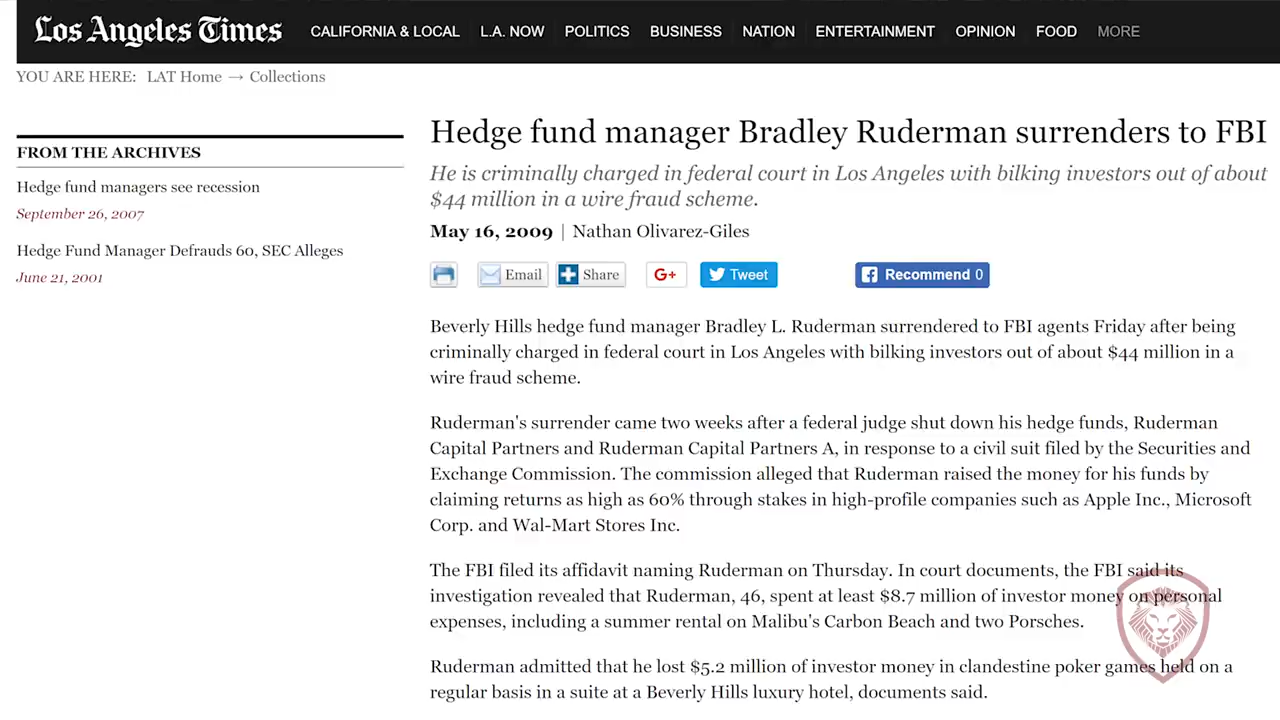 Los Angeles Times
CALIFORNIA & LOCAL L.A. NOW POLITICS BUSINESS NATION ENTERTAINMENT OPINION FOOD MORE
YOU ARE HERE: LAT Home → Collections
FROM THE ARCHIVES
Hedge fund managers see recession
September 26, 2007
Hedge Fund Manager Defrauds 60, SEC Alleges
June 21, 2001
Hedge fund manager Bradley Ruderman surrenders to FBI
He is criminally charged in federal court in Los Angeles with bilking investors out of about
$44 million in a wire fraud scheme.
May 16, 2009 | Nathan Olivarez-Giles
Email Share G+ Tweet Recommend 0
Beverly Hills hedge fund manager Bradley L. Ruderman surrendered to FBI agents Friday after being
criminally charged in federal court in Los Angeles with bilking investors out of about $44 million in a
wire fraud scheme.
Ruderman's surrender came two weeks after a federal judge shut down his hedge funds, Ruderman
Capital Partners and Ruderman Capital Partners A, in response to a civil suit filed by the Securities and
Exchange Commission. The commission alleged that Ruderman raised the money for his funds by
claiming returns as high as 60% through stakes in high-profile companies such as Apple Inc., Microsoft
Corp. and Wal-Mart Stores Inc.
The FBI filed its affidavit naming Ruderman on Thursday. In court documents, the FBI said its
investigation revealed that Ruderman, 46, spent at least $8.7 million of investor money on personal
expenses, including a summer rental on Malibu's Carbon Beach and two Porsches.
Ruderman admitted that he lost $5.2 million of investor money in clandestine poker games held on a
regular basis in a suite at a Beverly Hills luxury hotel, documents said.